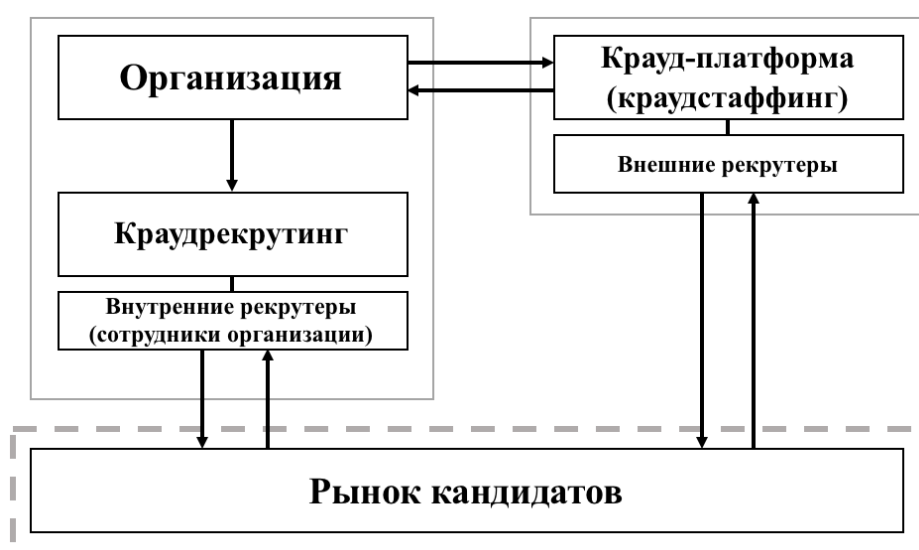 Организация
Крауд-платформа
(краудстаффинг)
Внешние рекрутеры
Краудрекрутинг
Внутренние рекрутеры
(сотрудники организации)
Рынок кандидатов